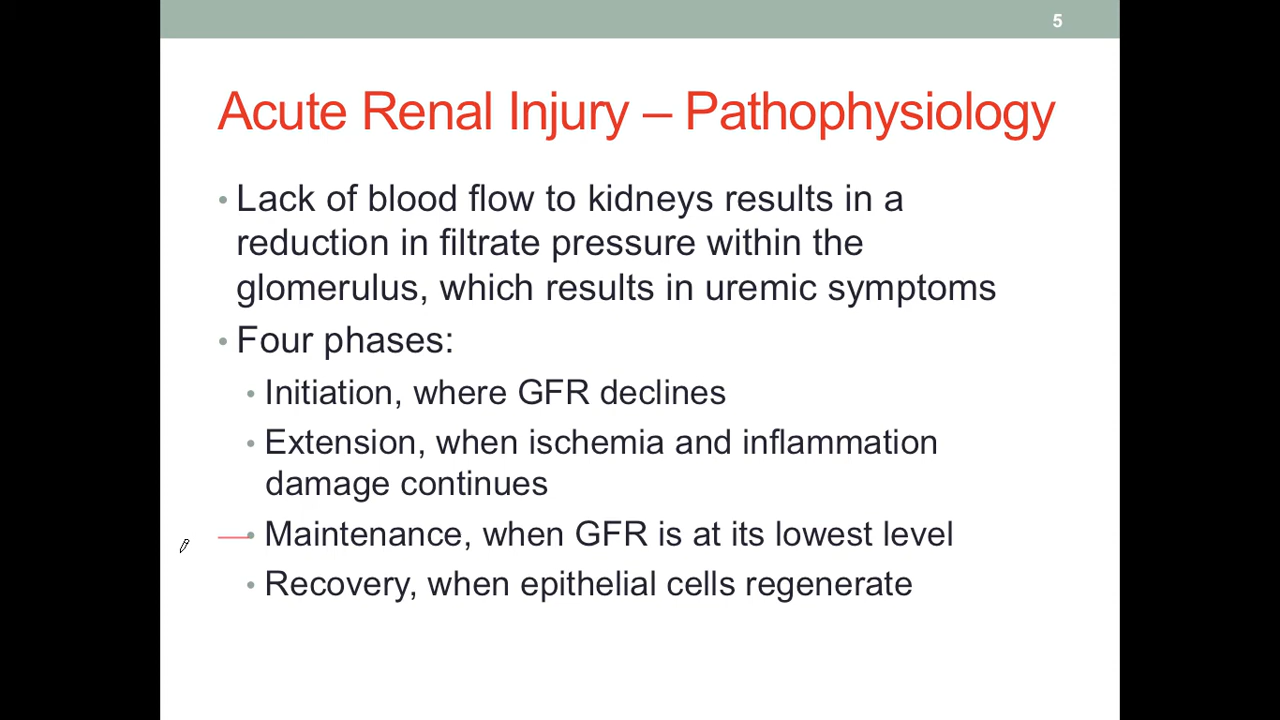 5
Acute Renal Injury – Pathophysiology
• Lack of blood flow to kidneys results in a
reduction in filtrate pressure within the
glomerulus, which results in uremic symptoms
• Four phases:
• Initiation, where GFR declines
• Extension, when ischemia and inflammation
damage continues
• Maintenance, when GFR is at its lowest level
• Recovery, when epithelial cells regenerate